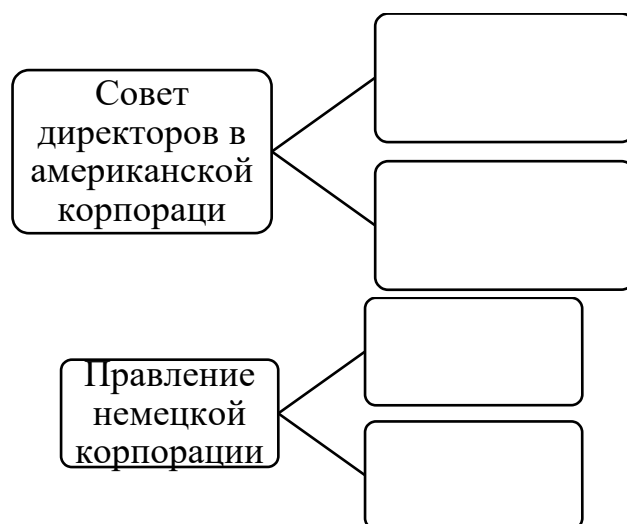 Совет
директоров в
американской
корпораци
Правление
немецкой
корпорации